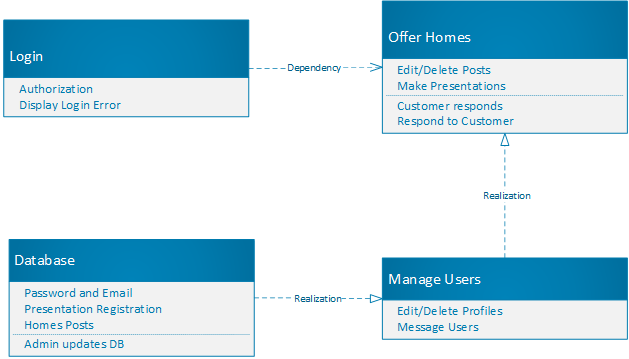 Login
Authorization
Display Login Error
Dependency
Offer Homes
Edit/Delete Posts
Make Presentations
Customer responds
Respond to Customer
Realization
Database
Password and Email
Presentation Registration
Homes Posts
Admin updates DB
Realization
Manage Users
Edit/Delete Profiles
Message Users